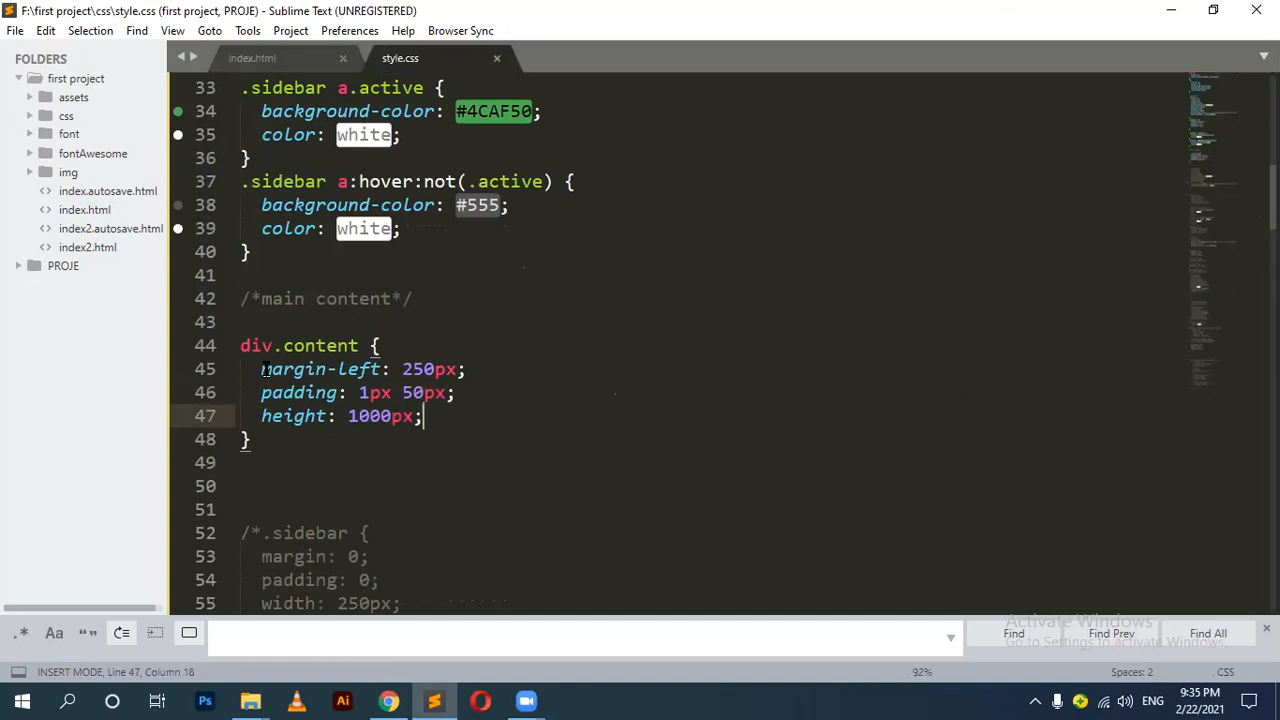 F:\first project\css\style.css (first project, PROJE) - Sublime Text (UNREGISTERED)
File Edit Selection Find View Goto Tools Project Preferences Help Browser Sync
FOLDERS
first project
assets
css
font
fontAwesome
img
index.autosave.html
index.html
index2.autosave.html
index2.html
PROJE
index.html
style.css
33 .sidebar a.active {
34 background-color: #4CAF50;
35 color: white;
36 }
37 .sidebar a:hover:not(.active) {
38 background-color: #555;
39 color: white;
40 }
41
42 /*main content*/
43
44 div.content {
45 margin-left: 250px;
46 padding: 1px 50px;
47 height: 1000px;
48 }
49
50
51
52 /*.sidebar {
53 margin: 0;
54 padding: 0;
55 width: 250px;
Activate Windows
Go to Settings to activate Windows.
.* Aa “”
Find Find Prev Find All
INSERT MODE, Line 47, Column 18 92% Spaces: 2 .CSS
Ps Ai
ENG
9:35 PM
2/22/2021